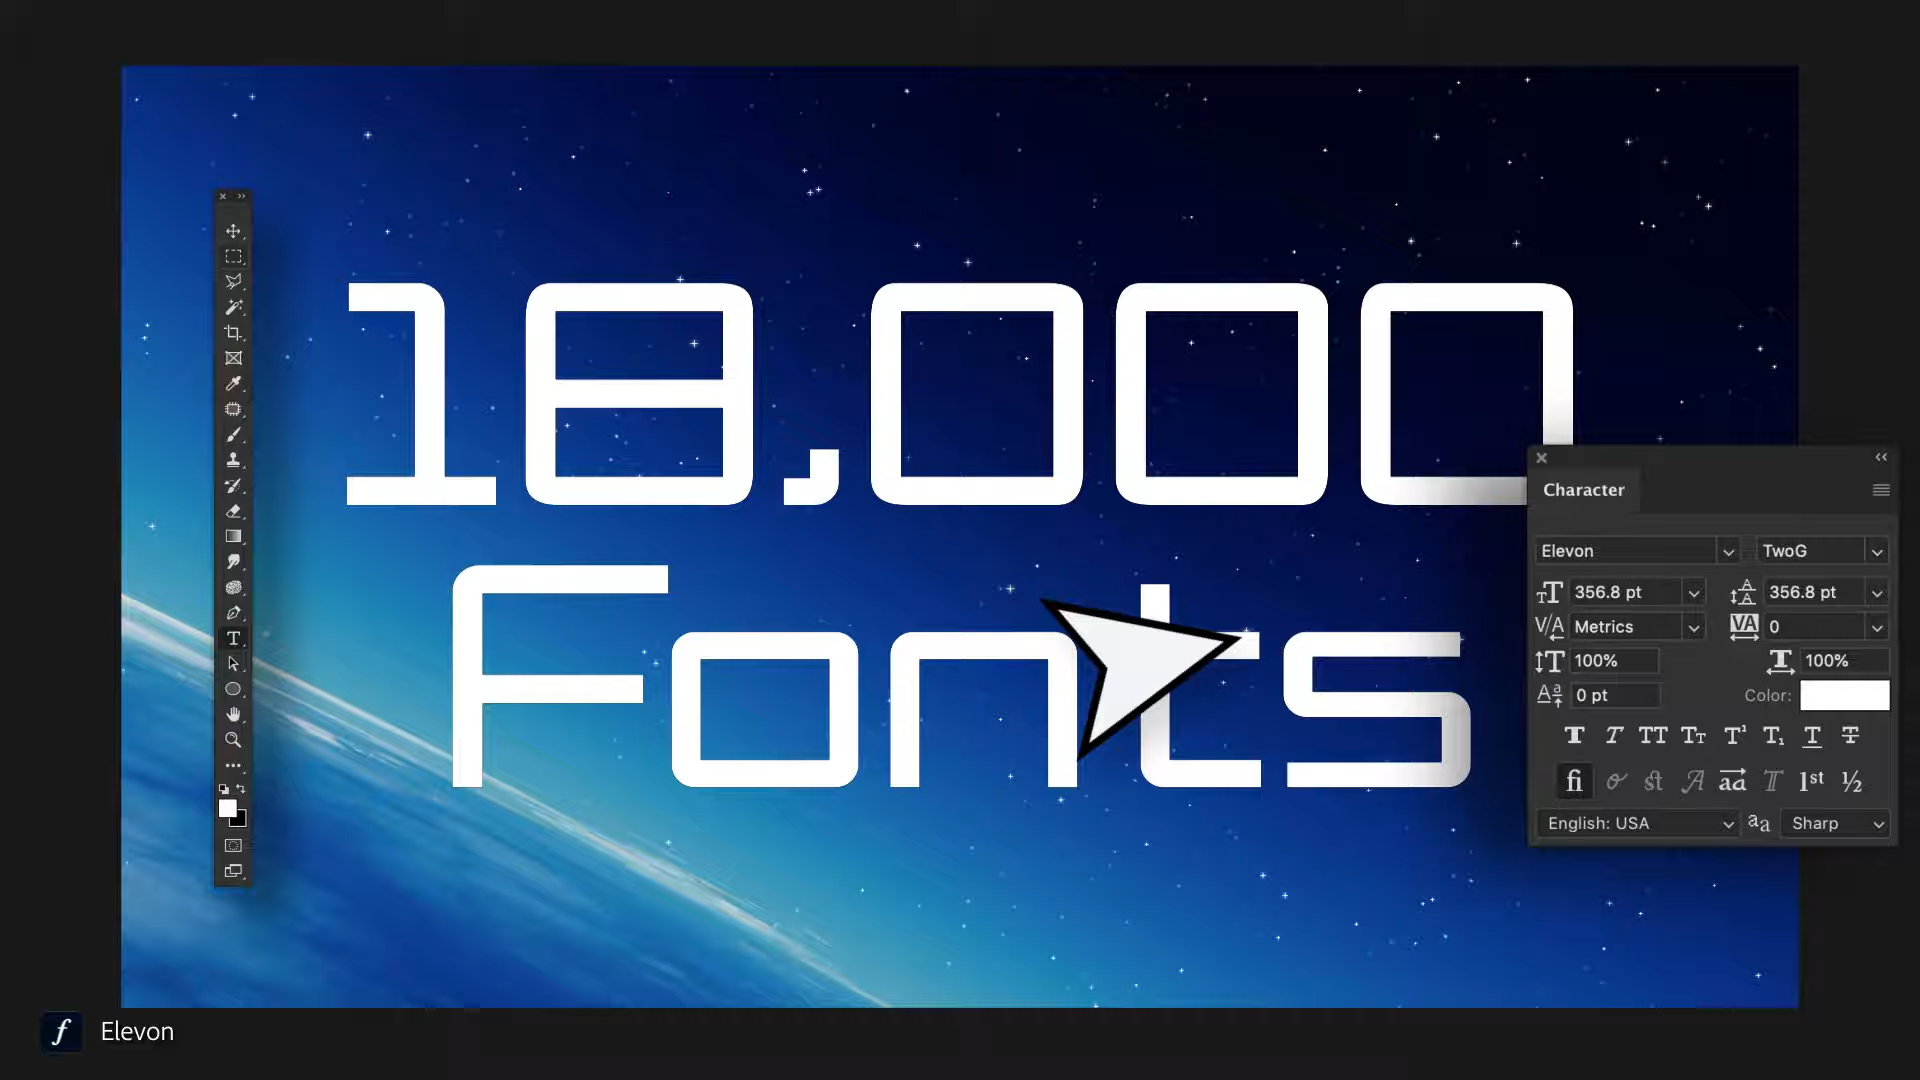 18,000
Fonts
Character
Elevon
TwoG
356.8 pt
356.8 pt
Metrics
0
100%
100%
0 pt
Color:
English: USA
Sharp
Elevon